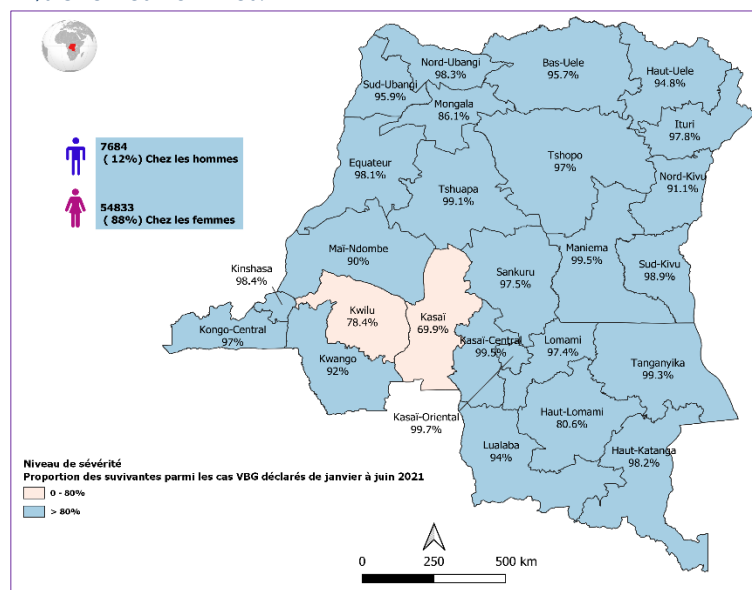 Nord-Ubangi
98.3%
Bas-Uele
95.7%
Haut-Uele
94.8%
Sud-Ubangi
95.9%
Mongala
86.1%
Ituri
97.8%
7684
( 12%) Chez les hommes
54833
( 88%) Chez les femmes
Equateur
98.1%
Tshopo
97%
Tshuapa
99.1%
Nord-Kivu
91.1%
Maï-Ndombe
90%
Maniema
99.5%
Sankuru
97.5%
Sud-Kivu
98.9%
Kinshasa
98.4%
Kwilu
78.4%
Kasaï
69.9%
Kongo-Central
97%
Kwango
92%
Kasaï-Central
99.5%
Lomami
97.4%
Tanganyika
99.3%
Kasaï-Oriental
99.7%
Haut-Lomami
80.6%
Lualaba
94%
Haut-Katanga
98.2%
Niveau de sévérité
Proportion des suvivantes parmi les cas VBG déclarés de janvier à juin 2021
0 - 80%
> 80%
0 250 500 km